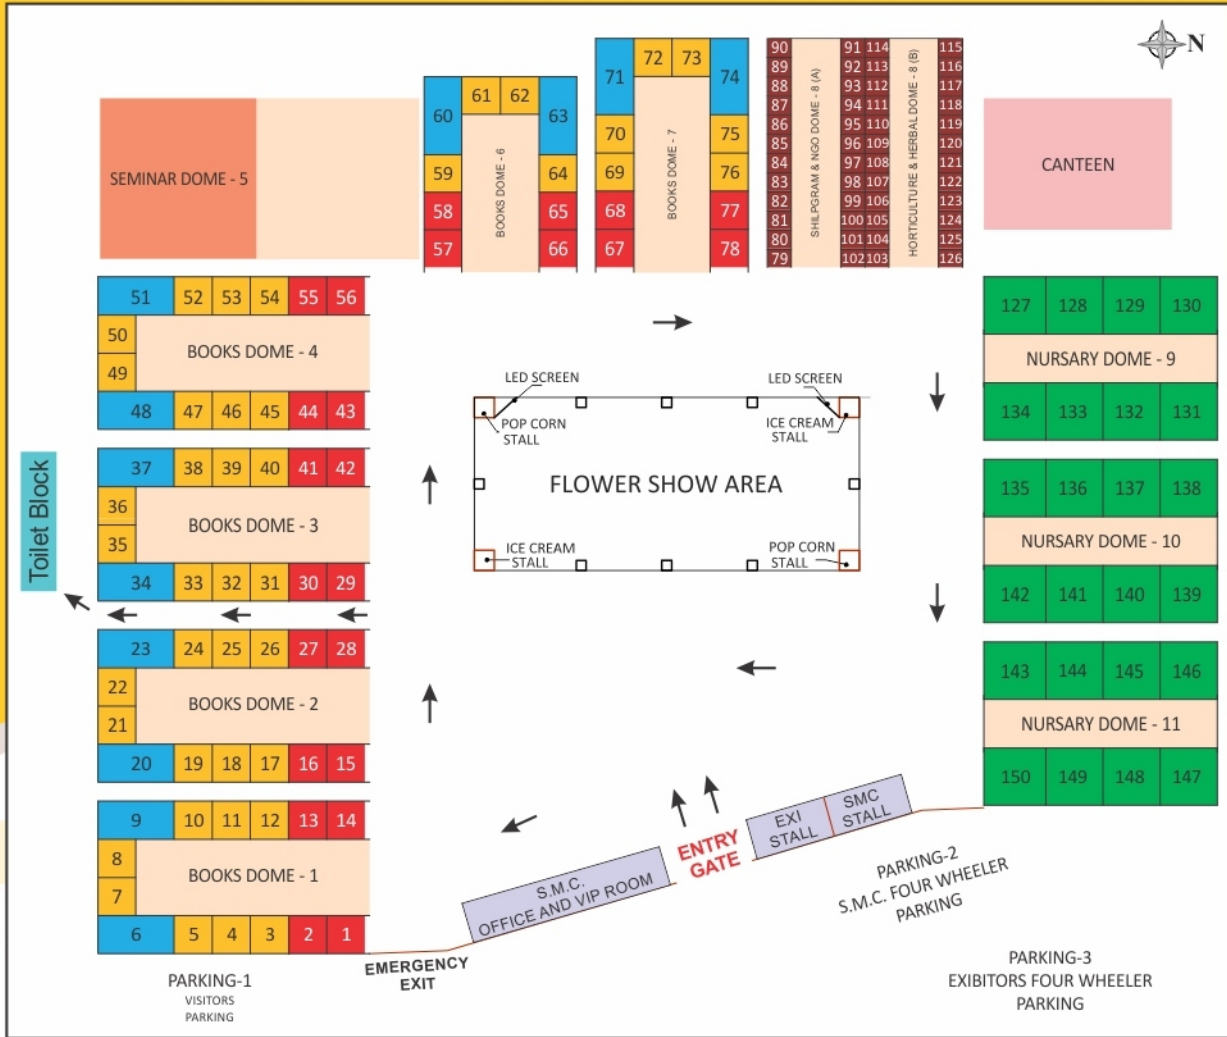 N
SEMINAR DOME - 5
60
61
62
63
59
64
58
65
57
66
BOOKS DOME - 6
71
72
73
74
70
75
69
76
68
77
67
78
BOOKS DOME - 7
90
89
88
87
86
85
84
83
82
81
80
79
SHILPGRAM & NGO DOME - 8 (A)
91 114
92 113
93 112
94 111
95 110
96 109
97 108
98 107
99 106
100 105
101 104
102 103
HORTICULTURE & HERBAL DOME - 8 (B)
115
116
117
118
119
120
121
122
123
124
125
126
CANTEEN
51 52 53 54 55 56
50
49
BOOKS DOME - 4
48 47 46 45 44 43
37 38 39 40 41 42
36
35
BOOKS DOME - 3
34 33 32 31 30 29
Toilet Block
23 24 25 26 27 28
22
21
BOOKS DOME - 2
20 19 18 17 16 15
9 10 11 12 13 14
8
7
BOOKS DOME - 1
6 5 4 3 2 1
LED SCREEN
POP CORN
STALL
LED SCREEN
ICE CREAM
STALL
FLOWER SHOW AREA
ICE CREAM
STALL
POP CORN
STALL
127 128 129 130
NURSARY DOME - 9
134 133 132 131
135 136 137 138
NURSARY DOME - 10
142 141 140 139
143 144 145 146
NURSARY DOME - 11
150 149 148 147
S.M.C.
OFFICE AND VIP ROOM
ENTRY
GATE
EXI
STALL
SMC
STALL
EMERGENCY
EXIT
PARKING-1
VISITORS
PARKING
PARKING-2
S.M.C. FOUR WHEELER
PARKING
PARKING-3
EXIBITORS FOUR WHEELER
PARKING